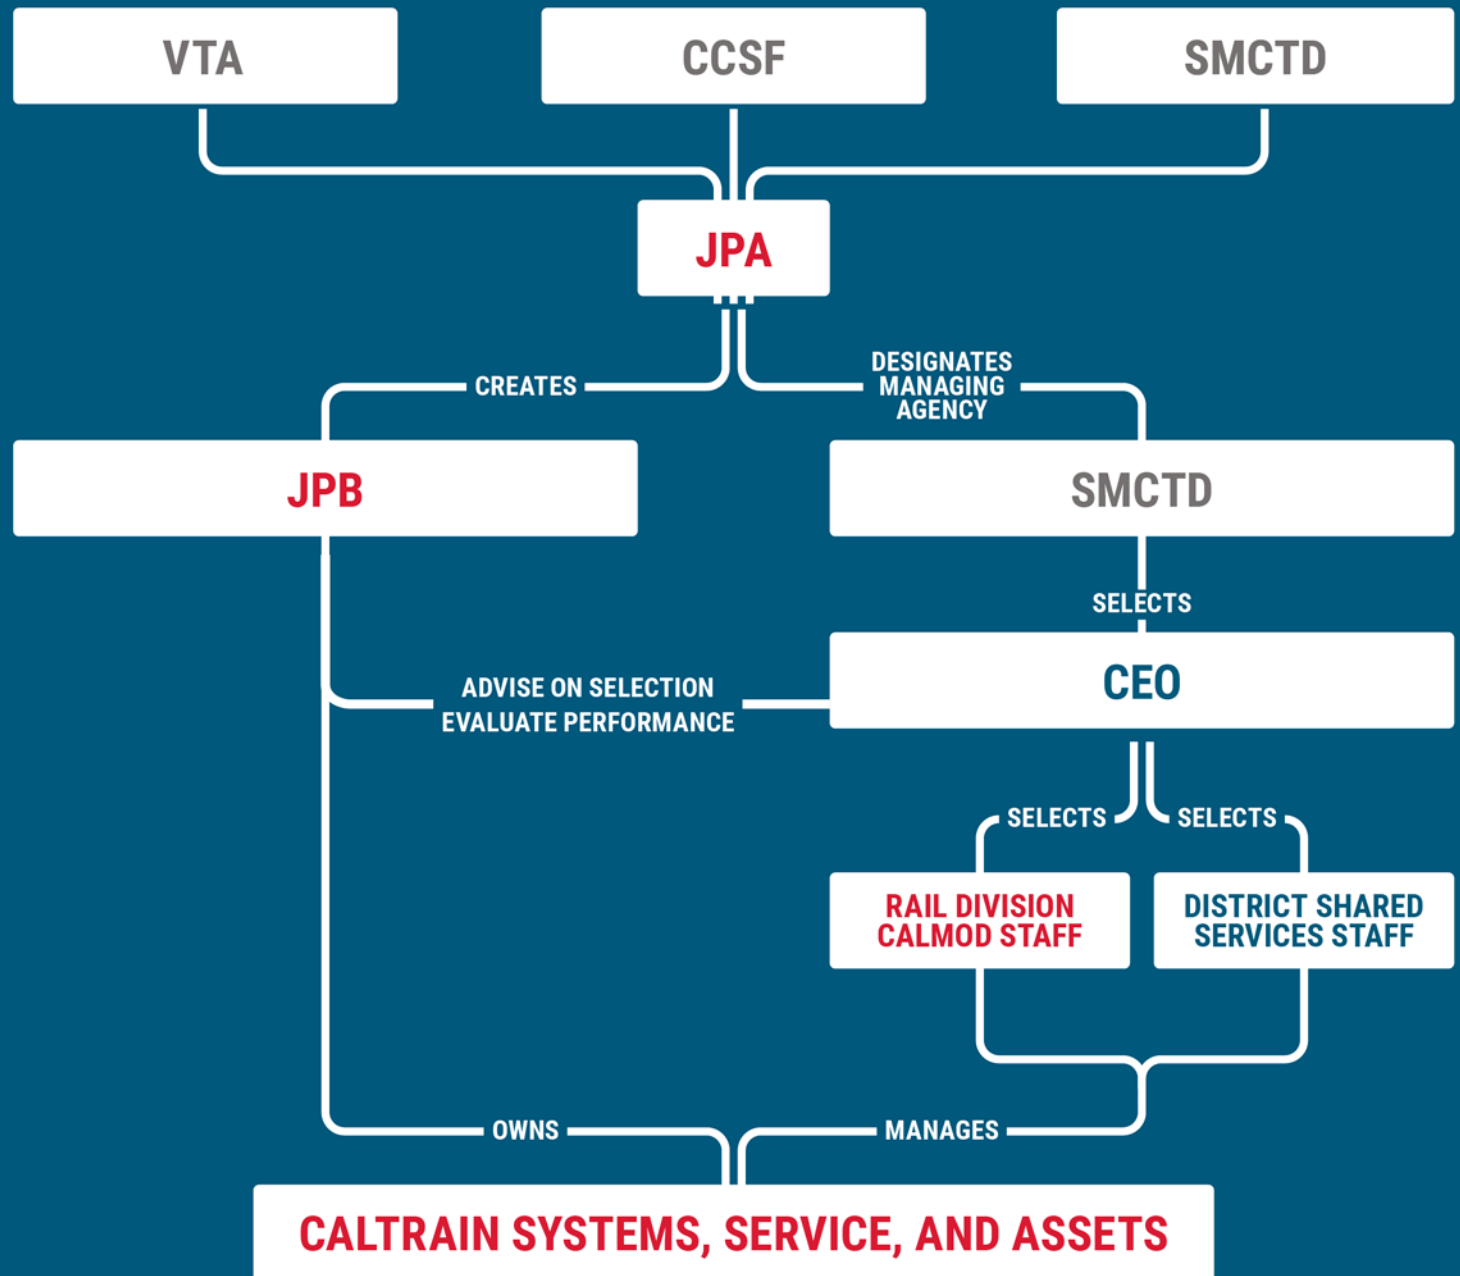 VTA
CCSF
SMCTD
JPA
CREATES
DESIGNATES
MANAGING
AGENCY
JPB
SMCTD
SELECTS
ADVISE ON SELECTION
EVALUATE PERFORMANCE
CEO
SELECTS
SELECTS
RAIL DIVISION
CALMOD STAFF
DISTRICT SHARED
SERVICES STAFF
OWNS
MANAGES
CALTRAIN SYSTEMS, SERVICE, AND ASSETS